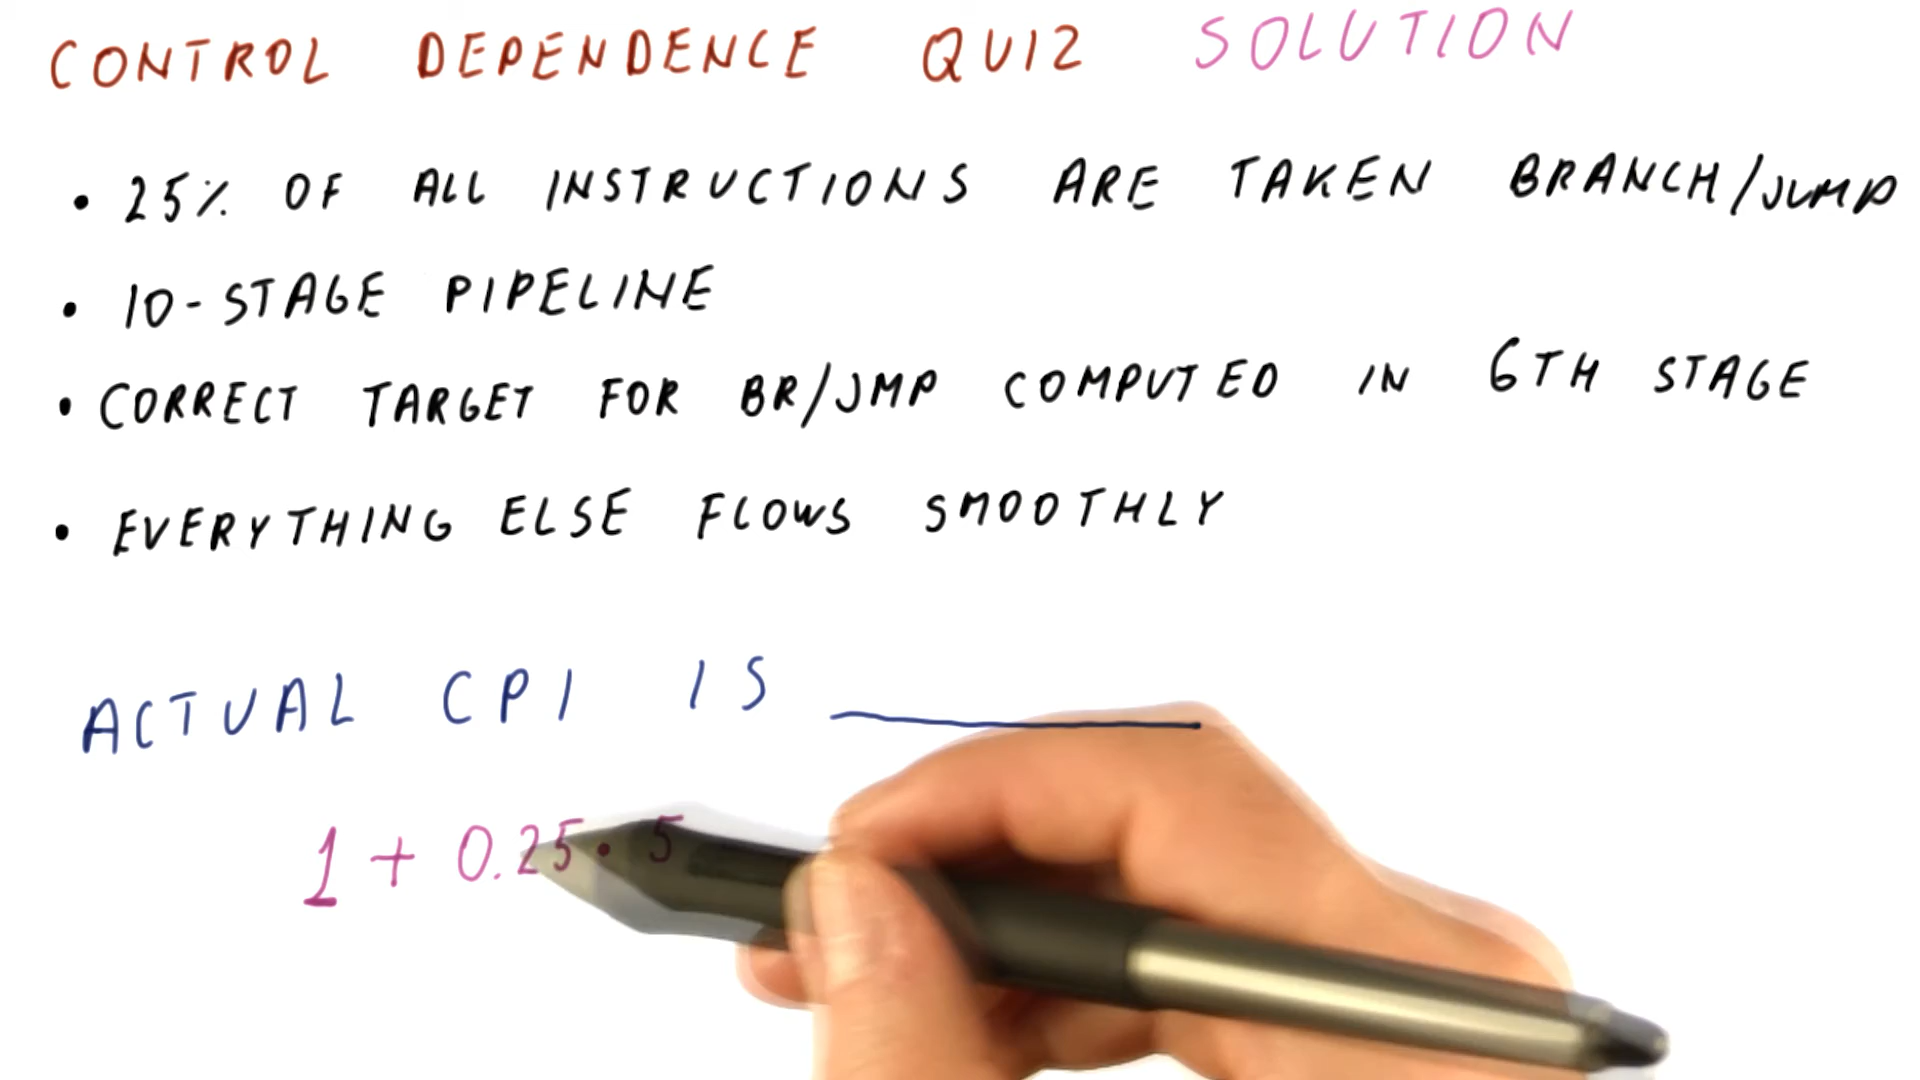 CONTROL DEPENDENCE QUIZ SOLUTION
• 25% OF ALL INSTRUCTIONS ARE TAKEN BRANCH/JUMP
• 10-STAGE PIPELINE
• CORRECT TARGET FOR BR/JMP COMPUTED IN 6TH STAGE
• EVERYTHING ELSE FLOWS SMOOTHLY
ACTUAL CPI IS ________
1 + 0.25 • 5